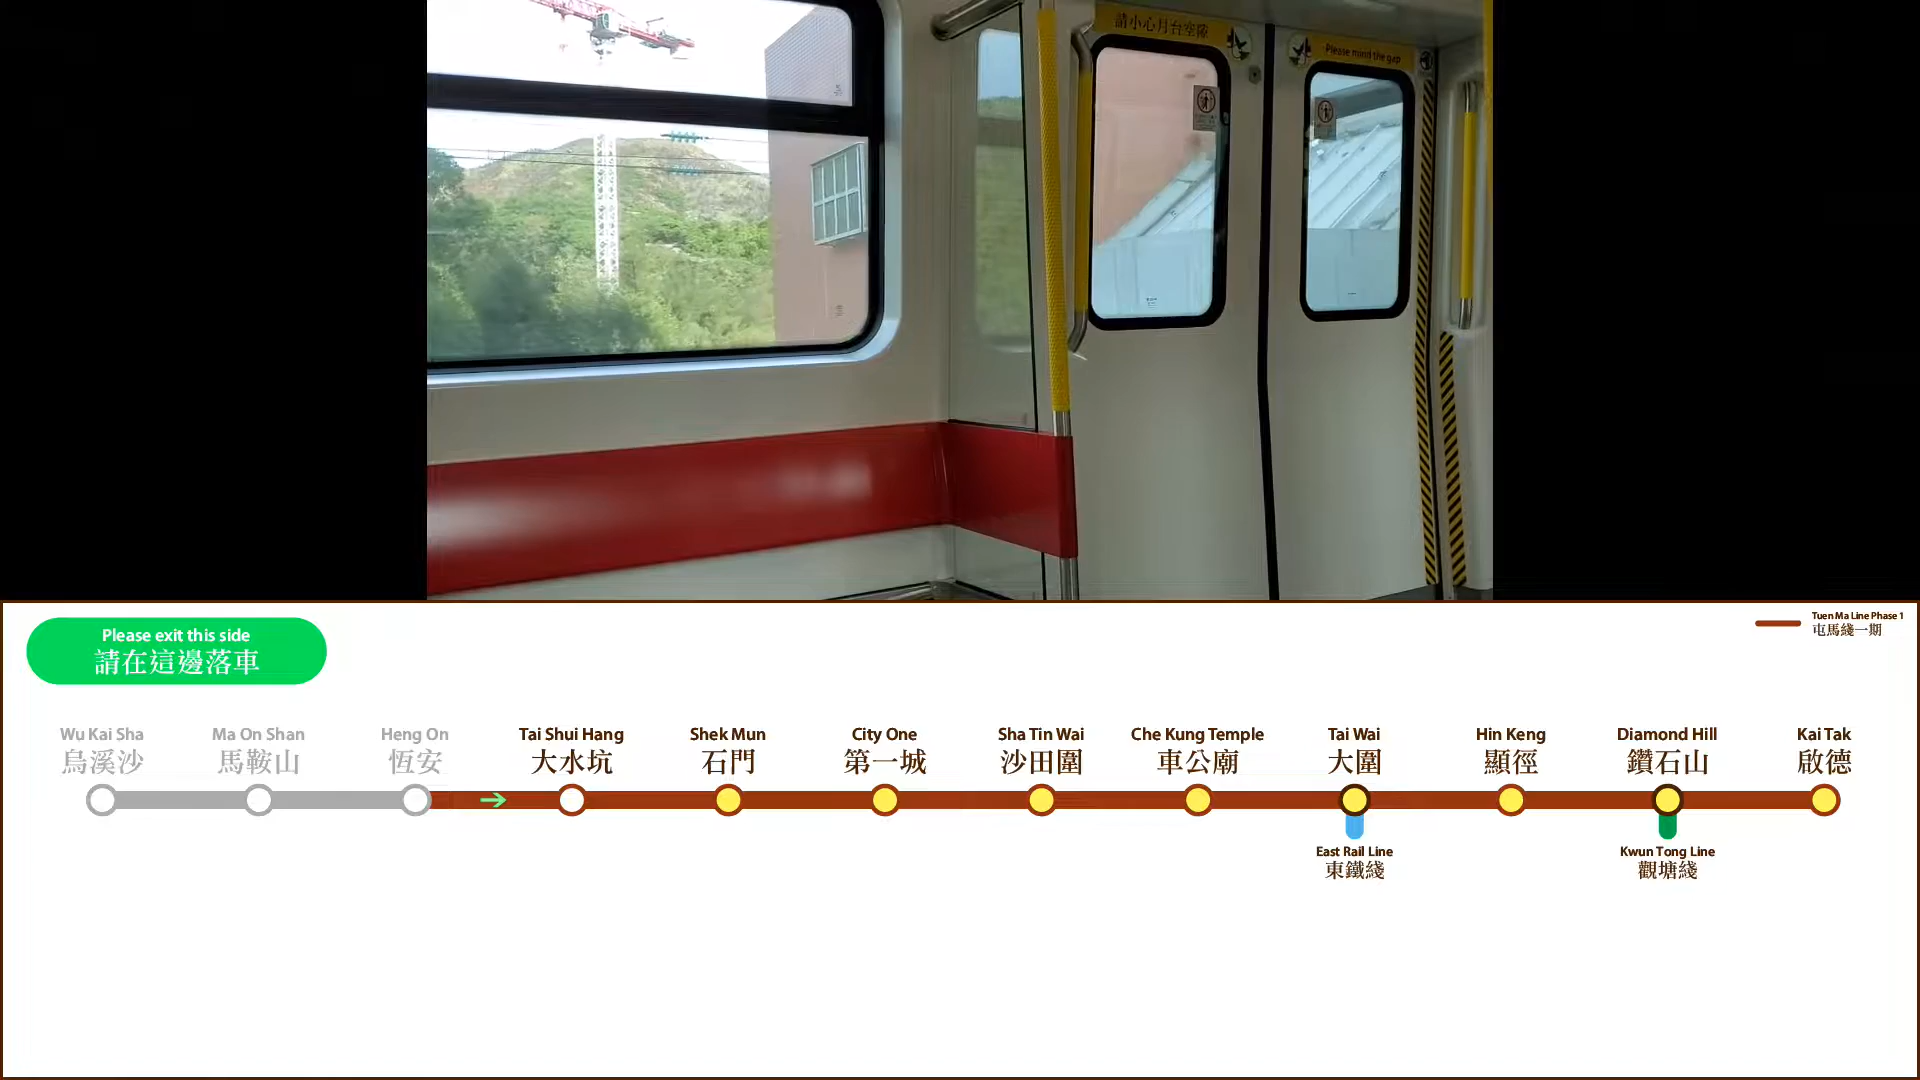 請小心月台空隙
Please mind the gap
Please exit this side
請在這邊落車
Tuen Ma Line Phase 1
屯馬綫一期
Wu Kai Sha
烏溪沙
Ma On Shan
馬鞍山
Heng On
恆安
Tai Shui Hang
大水坑
Shek Mun
石門
City One
第一城
Sha Tin Wai
沙田圍
Che Kung Temple
車公廟
Tai Wai
大圍
Hin Keng
顯徑
Diamond Hill
鑽石山
Kai Tak
啟德
East Rail Line
東鐵綫
Kwun Tong Line
觀塘綫